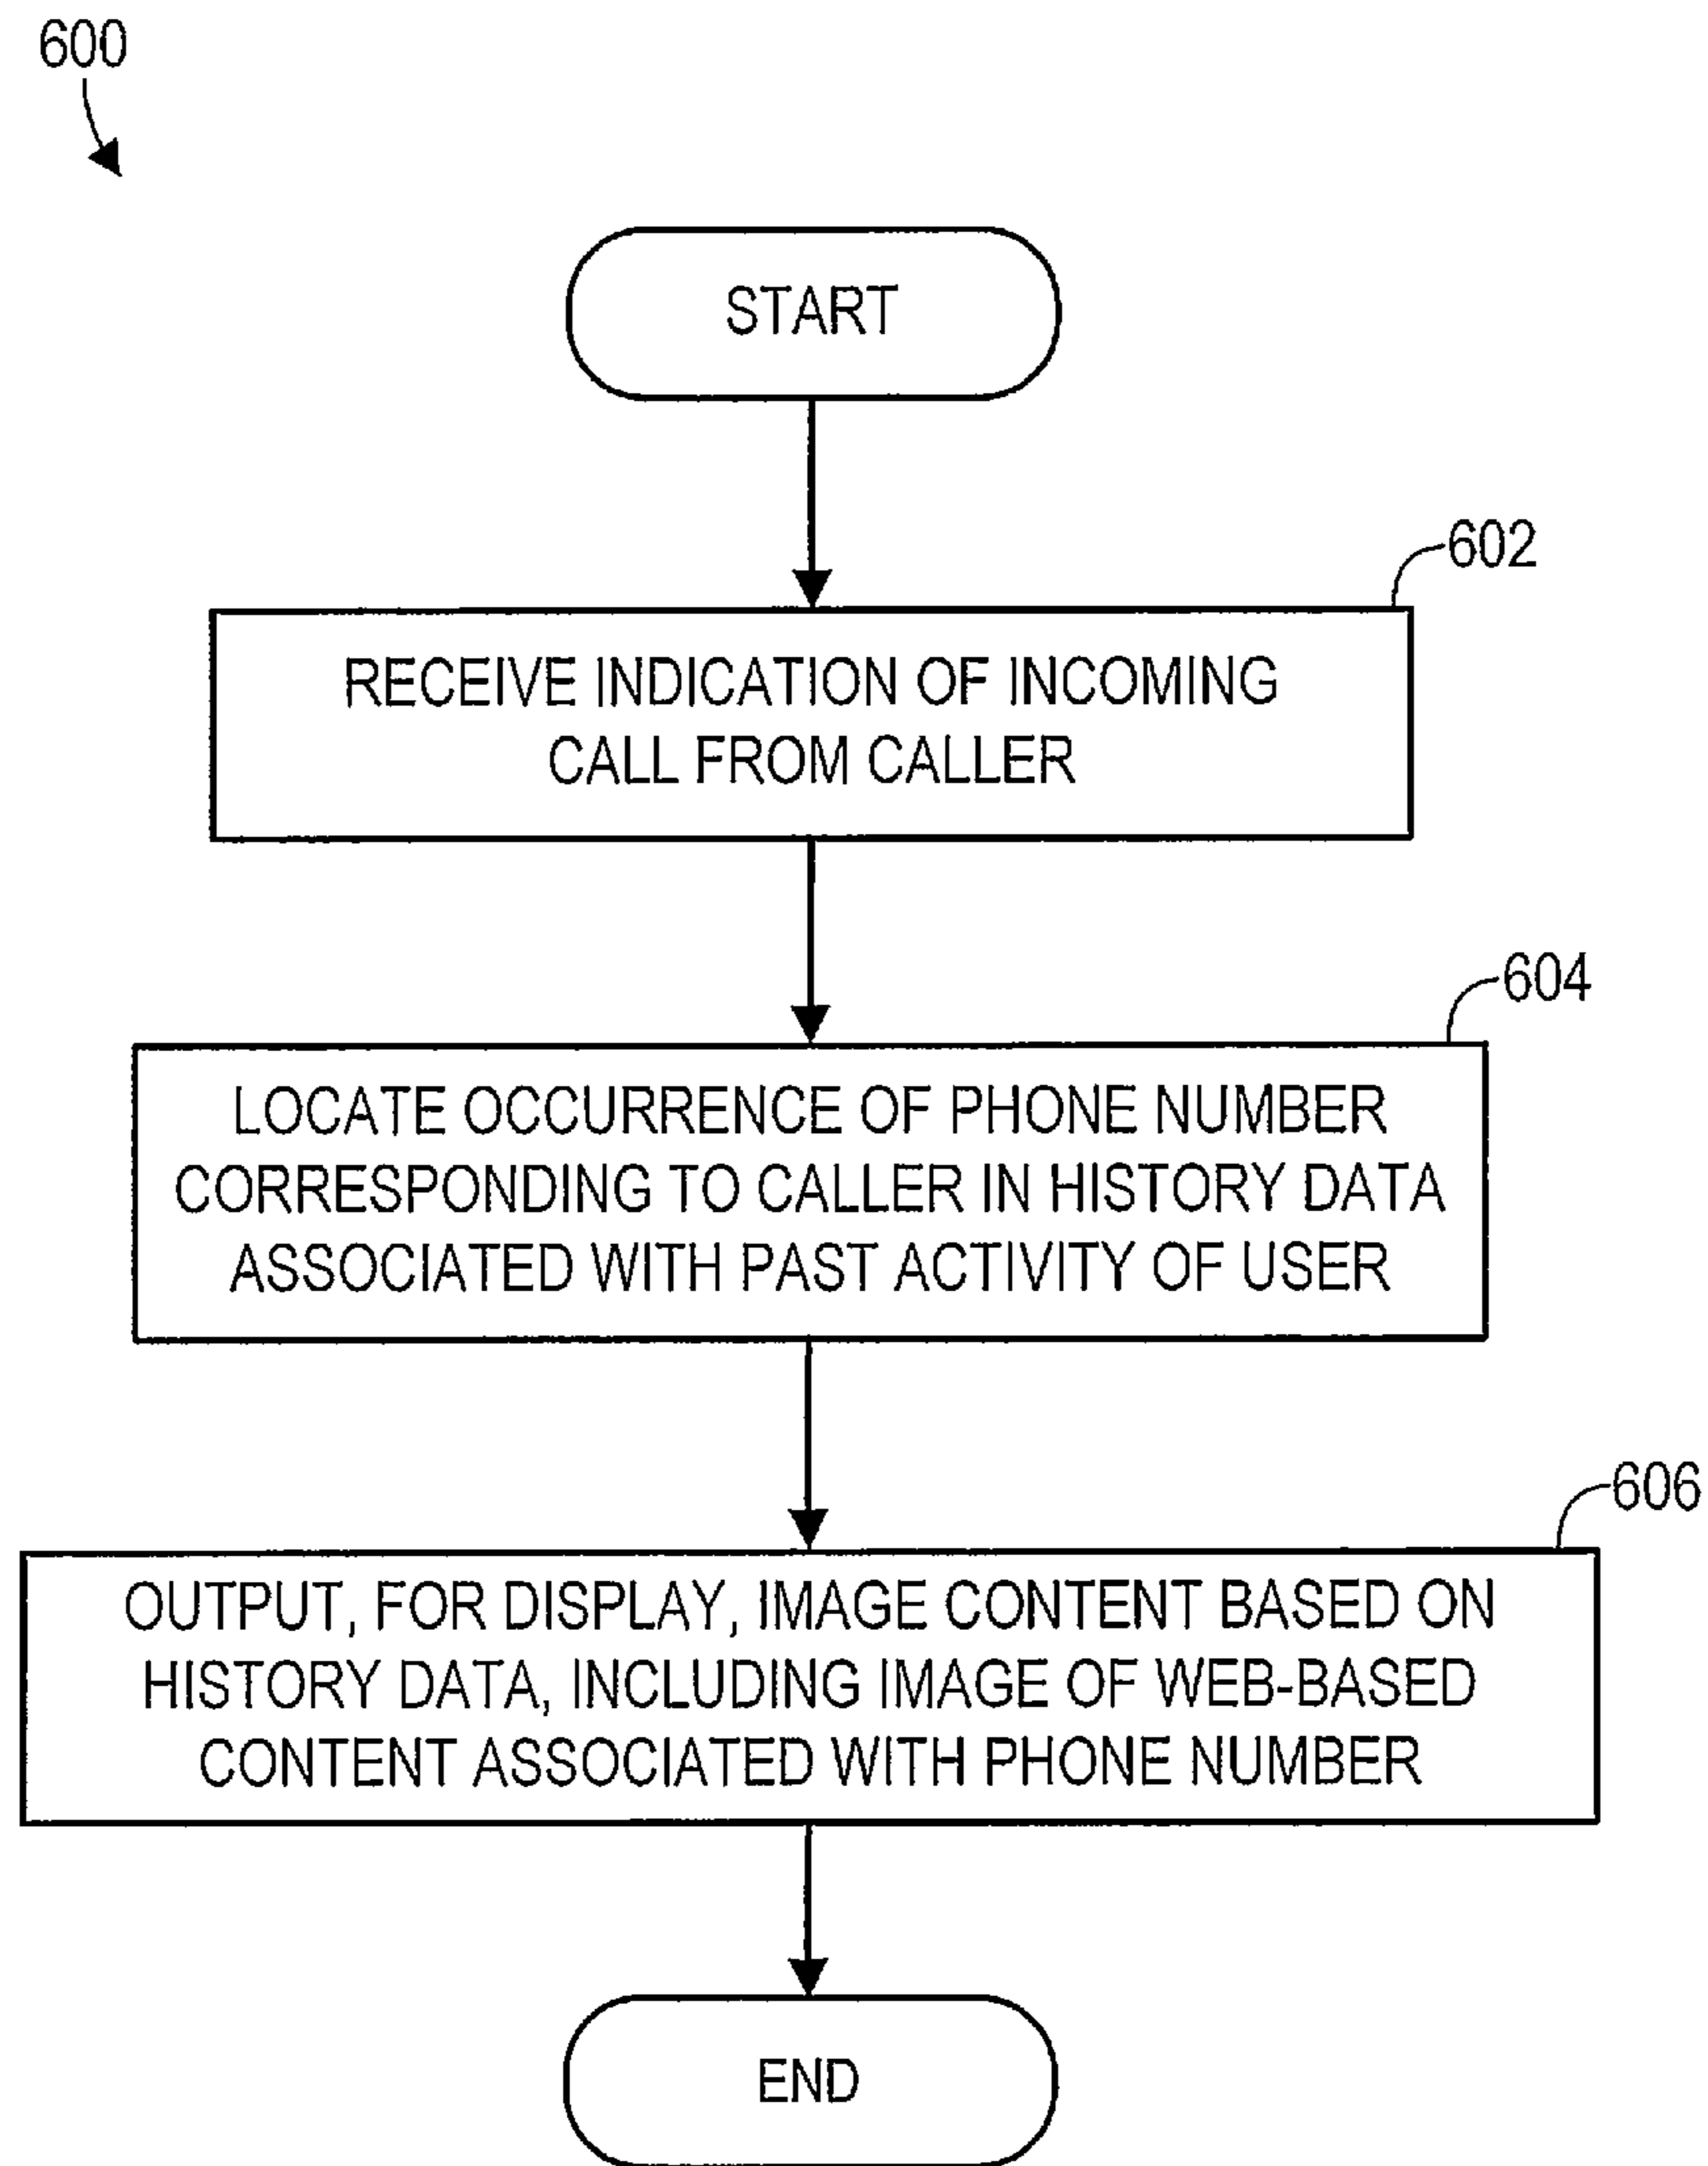 600
START
602
RECEIVE INDICATION OF INCOMING
CALL FROM CALLER
604
LOCATE OCCURRENCE OF PHONE NUMBER
CORRESPONDING TO CALLER IN HISTORY DATA
ASSOCIATED WITH PAST ACTIVITY OF USER
606
OUTPUT, FOR DISPLAY, IMAGE CONTENT BASED ON
HISTORY DATA, INCLUDING IMAGE OF WEB-BASED
CONTENT ASSOCIATED WITH PHONE NUMBER
END